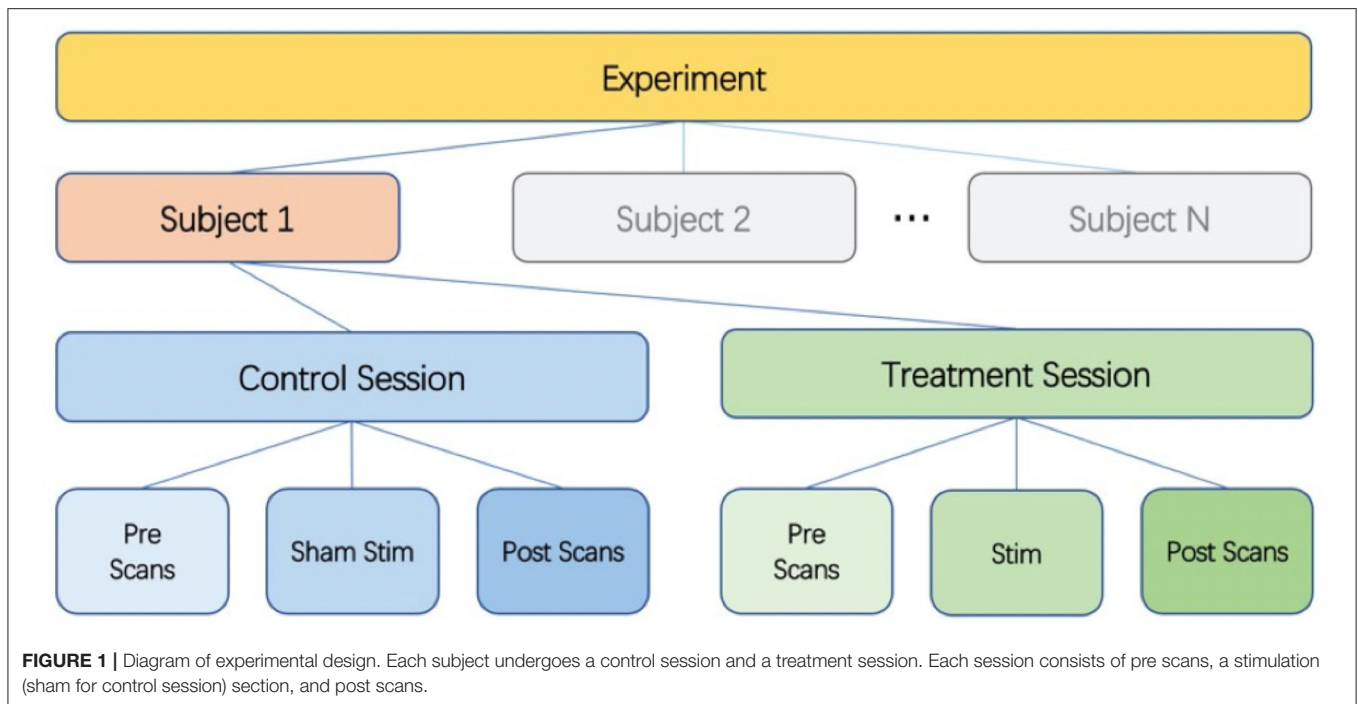 Experiment
Subject 1
Subject 2
...
Subject N
Control Session
Treatment Session
Pre
Scans
Sham Stim
Post Scans
Pre
Scans
Stim
Post Scans
FIGURE 1 | Diagram of experimental design. Each subject undergoes a control session and a treatment session. Each session consists of pre scans, a stimulation
(sham for control session) section, and post scans.